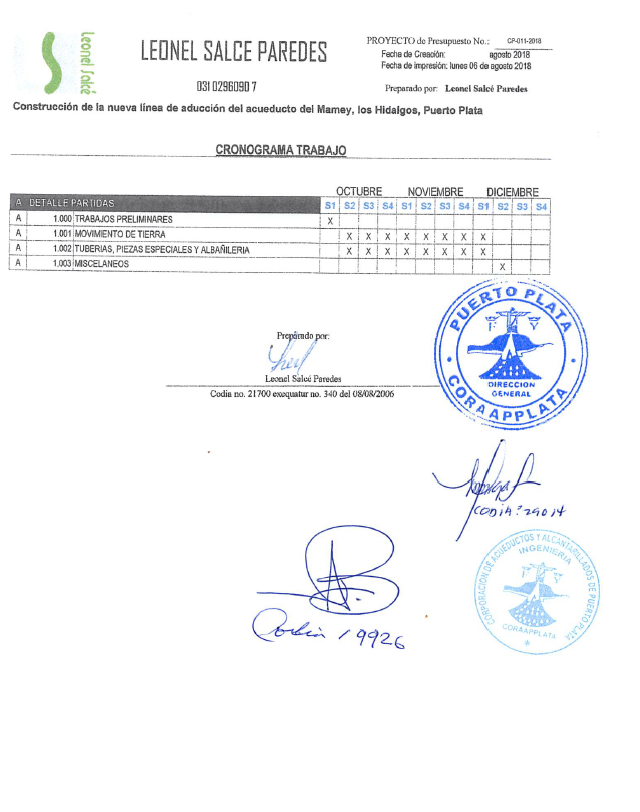 Leonel Salcé
LEONEL SALCE PAREDES
031 0296090 7
PROYECTO de Presupuesto No.: CP-011-2018
Fecha de Creación: agosto 2018
Fecha de impresión: lunes 06 de agosto 2018
Preparado por: Leonel Salcé Paredes
Construcción de la nueva línea de aducción del acueducto del Mamey, los Hidalgos, Puerto Plata
CRONOGRAMA TRABAJO
OCTUBRE NOVIEMBRE DICIEMBRE
A DETALLE PARTIDAS S1 S2 S3 S4 S1 S2 S3 S4 S1 S2 S3 S4
A 1.000 TRABAJOS PRELIMINARES X
A 1.001 MOVIMIENTO DE TIERRA X X X X X X X X
A 1.002 TUBERIAS, PIEZAS ESPECIALES Y ALBAÑILERIA X X X X X X X X
A 1.003 MISCELANEOS X
Preparado por:
Leonel Salcé Paredes
Codia no. 21700 exequatur no. 340 del 08/08/2006
PUERTO PLATA
DIRECCION
GENERAL
CORAAPPLATA
CODIA: 29014
CORPORACION DE ACUEDUCTOS Y ALCANTARILLADOS DE PUERTO PLATA
INGENIERIA
CORAAPPLATA
Codia 19926